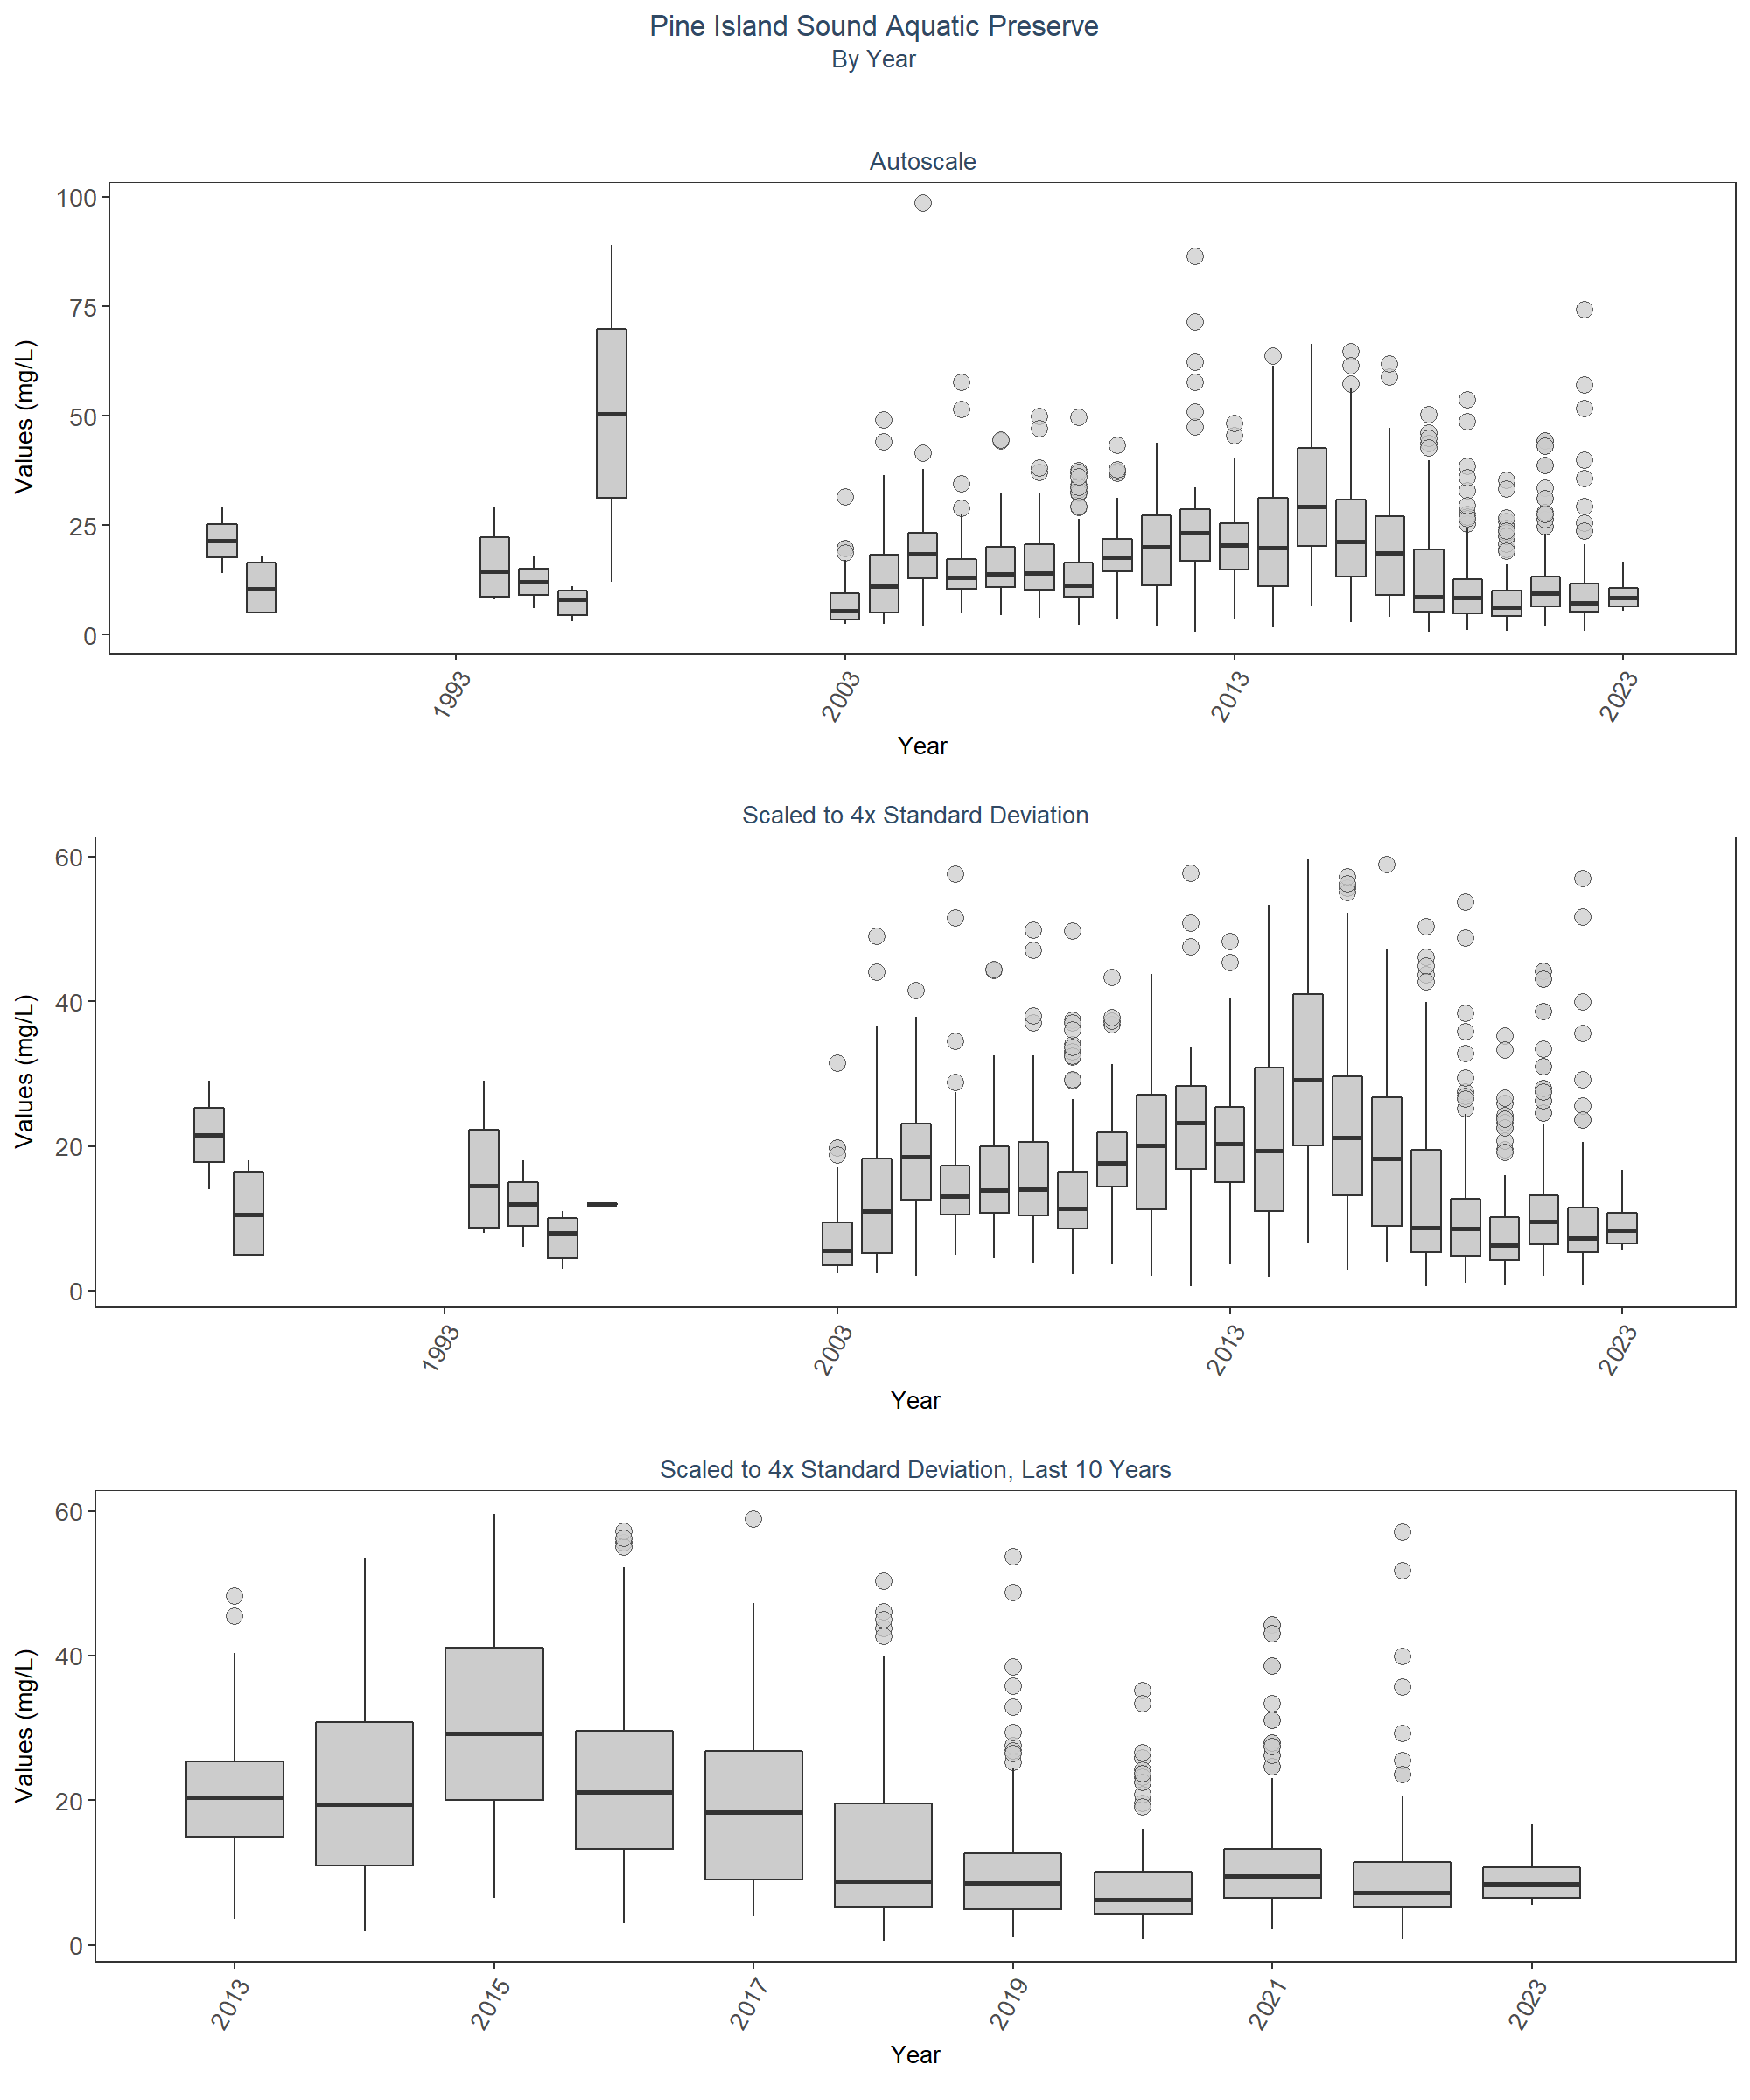 Pine Island Sound Aquatic Preserve
By Year
Autoscale
Values (mg/L)
100
75
50
25
0
1993
2003
2013
2023
Year
Scaled to 4x Standard Deviation
Values (mg/L)
60
40
20
0
1993
2003
2013
2023
Year
Scaled to 4x Standard Deviation, Last 10 Years
Values (mg/L)
60
40
20
0
2013
2015
2017
2019
2021
2023
Year